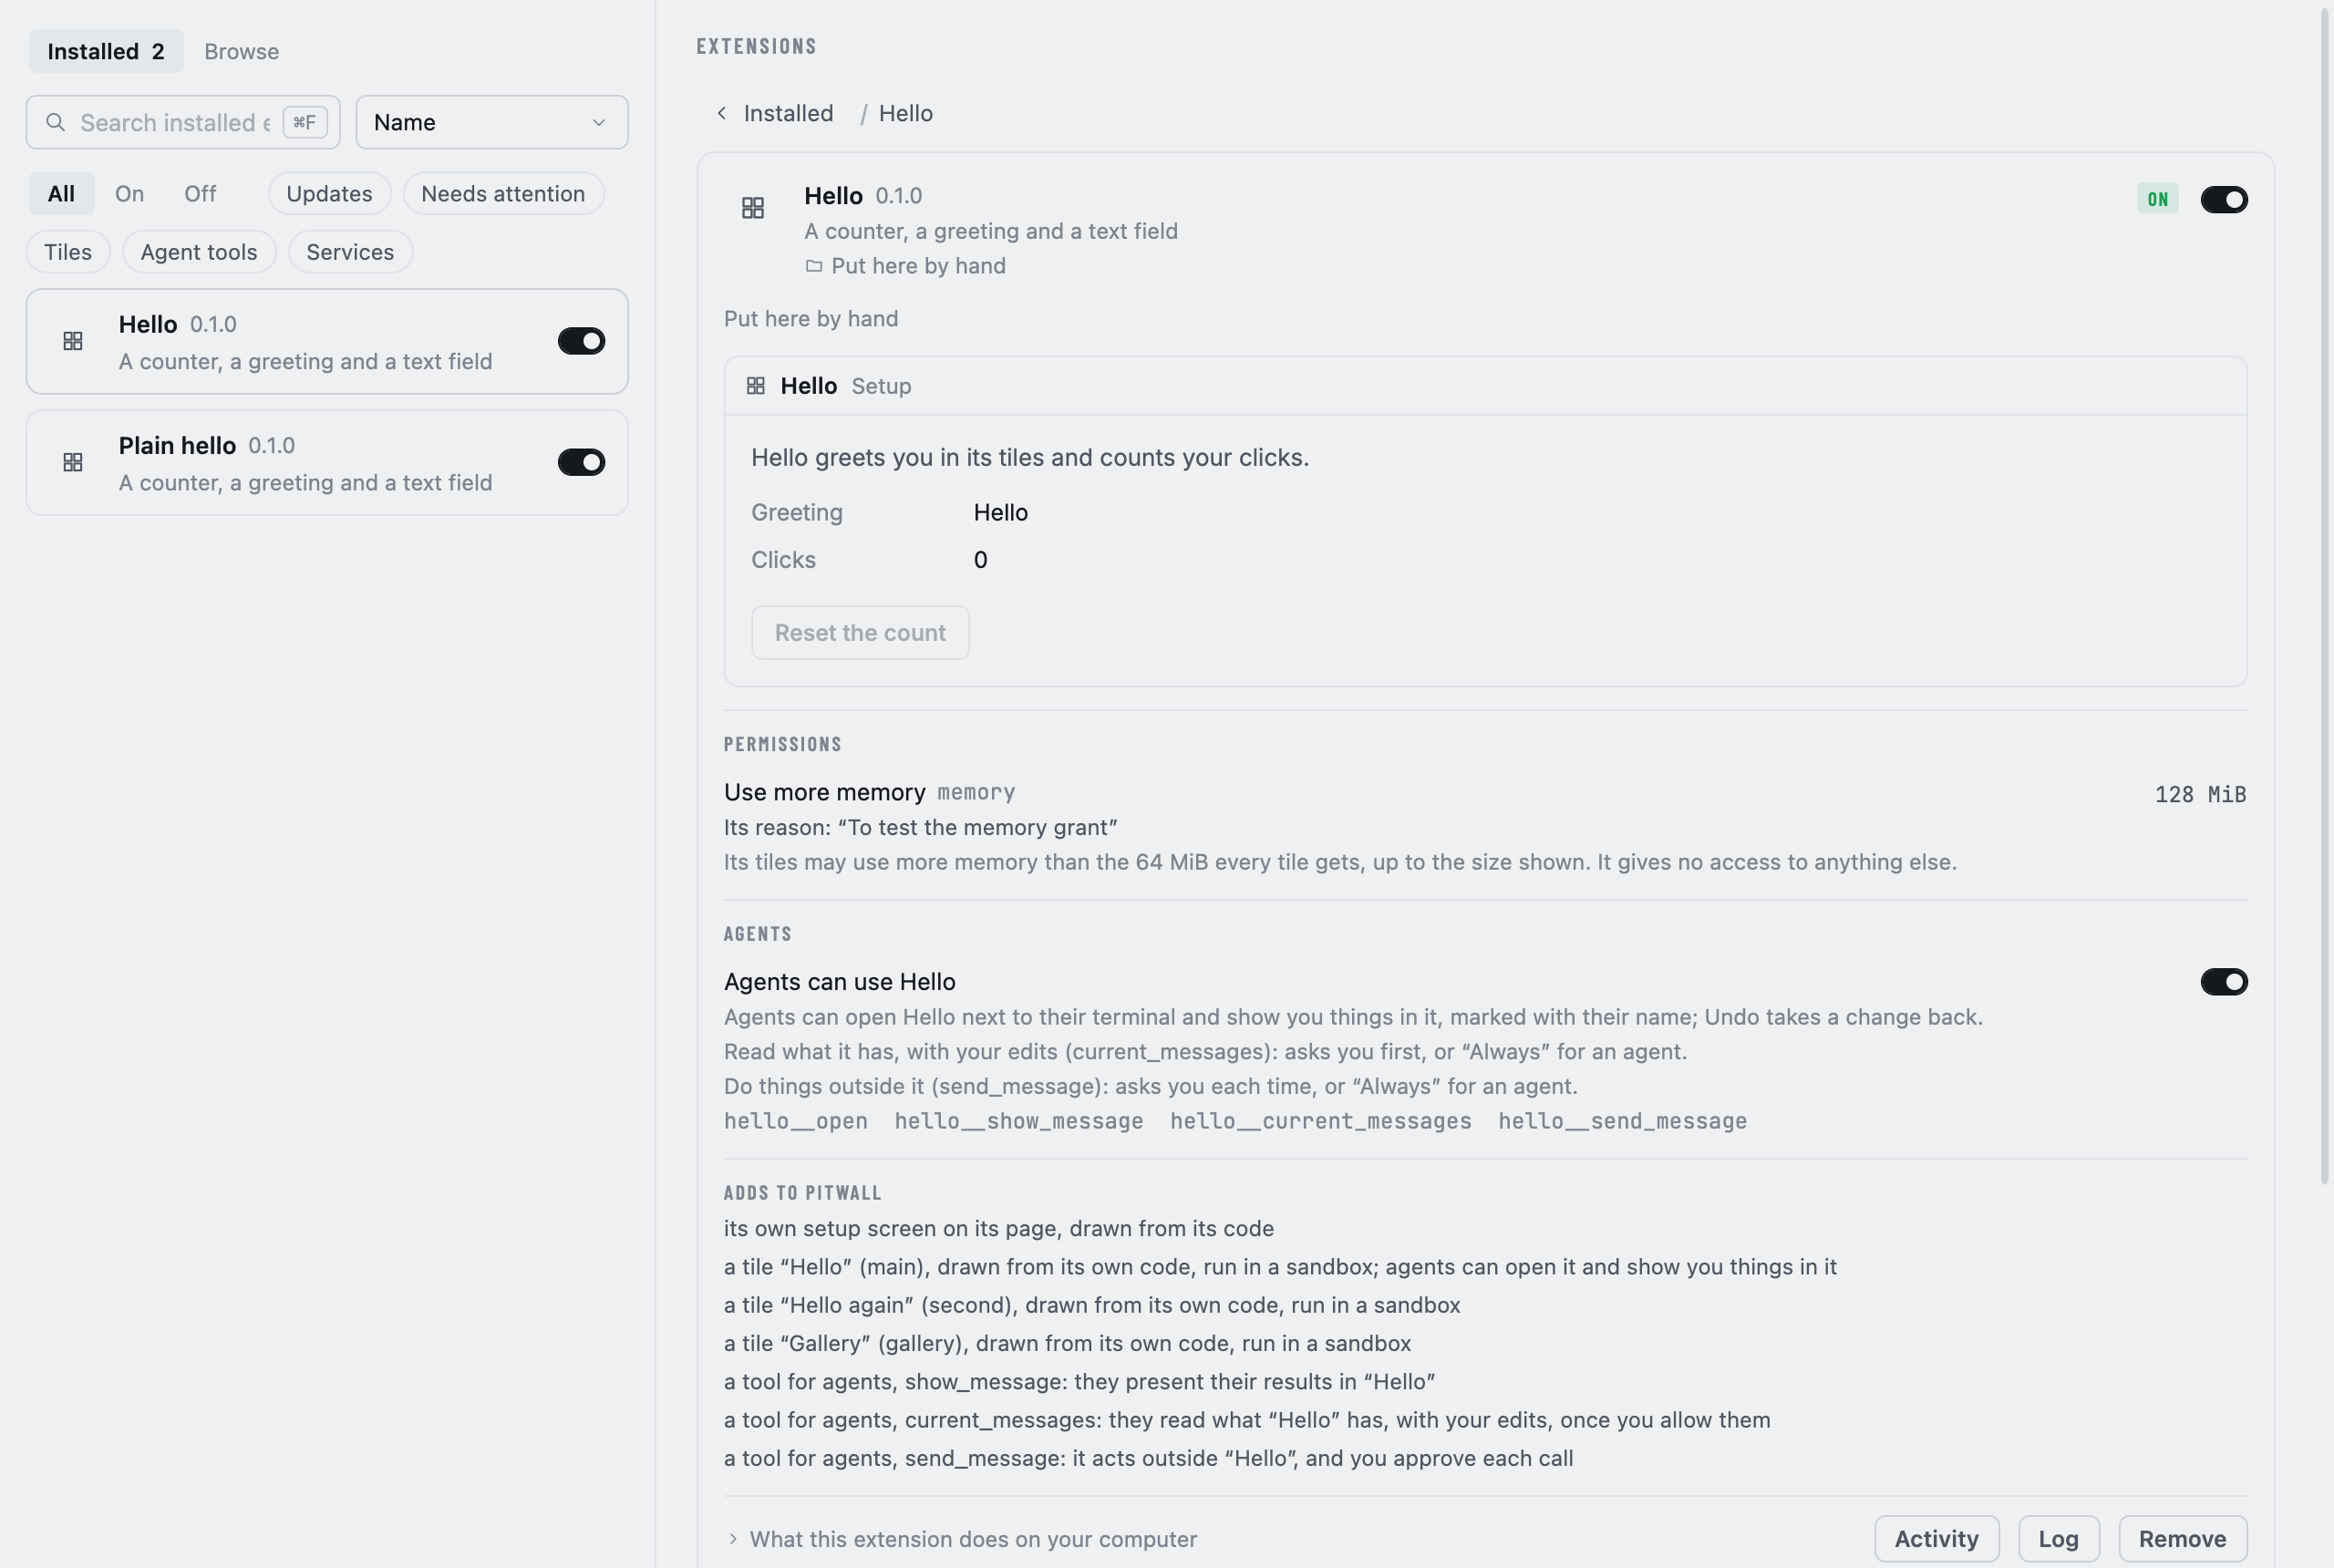 Installed 2 Browse
Search installed e ⌘F Name
All On Off Updates Needs attention
Tiles Agent tools Services
Hello 0.1.0
A counter, a greeting and a text field
Plain hello 0.1.0
A counter, a greeting and a text field
EXTENSIONS
Installed / Hello
Hello 0.1.0 ON
A counter, a greeting and a text field
Put here by hand
Put here by hand
Hello Setup
Hello greets you in its tiles and counts your clicks.
Greeting Hello
Clicks 0
Reset the count
PERMISSIONS
Use more memory memory 128 MiB
Its reason: “To test the memory grant”
Its tiles may use more memory than the 64 MiB every tile gets, up to the size shown. It gives no access to anything else.
AGENTS
Agents can use Hello
Agents can open Hello next to their terminal and show you things in it, marked with their name; Undo takes a change back.
Read what it has, with your edits (current_messages): asks you first, or “Always” for an agent.
Do things outside it (send_message): asks you each time, or “Always” for an agent.
hello__open hello__show_message hello__current_messages hello__send_message
ADDS TO PITWALL
its own setup screen on its page, drawn from its code
a tile “Hello” (main), drawn from its own code, run in a sandbox; agents can open it and show you things in it
a tile “Hello again” (second), drawn from its own code, run in a sandbox
a tile “Gallery” (gallery), drawn from its own code, run in a sandbox
a tool for agents, show_message: they present their results in “Hello”
a tool for agents, current_messages: they read what “Hello” has, with your edits, once you allow them
a tool for agents, send_message: it acts outside “Hello”, and you approve each call
What this extension does on your computer Activity Log Remove